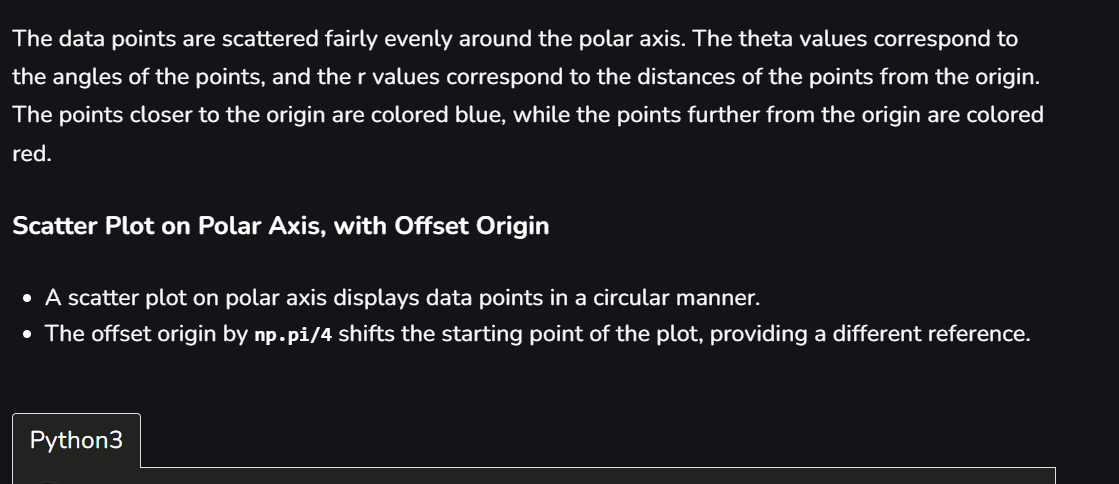 The data points are scattered fairly evenly around the polar axis. The theta values correspond to
the angles of the points, and the r values correspond to the distances of the points from the origin.
The points closer to the origin are colored blue, while the points further from the origin are colored
red.
Scatter Plot on Polar Axis, with Offset Origin
• A scatter plot on polar axis displays data points in a circular manner.
• The offset origin by np.pi/4 shifts the starting point of the plot, providing a different reference.
Python3